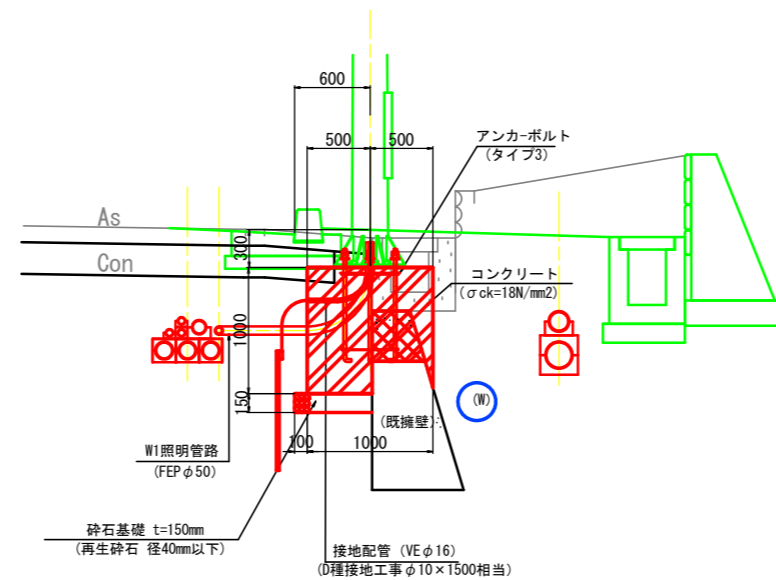 600
500
500
アンカ-ボルト
(タイプ3)
As
300
Con
コンクリート
(σck=18N/mm2)
1000
150
(W)
(既擁壁)
100
1000
W1照明管路
(FEPφ50)
砕石基礎 t=150mm
(再生砕石 径40mm以下)
接地配管 (VEφ16)
(D種接地工事φ10×1500相当)